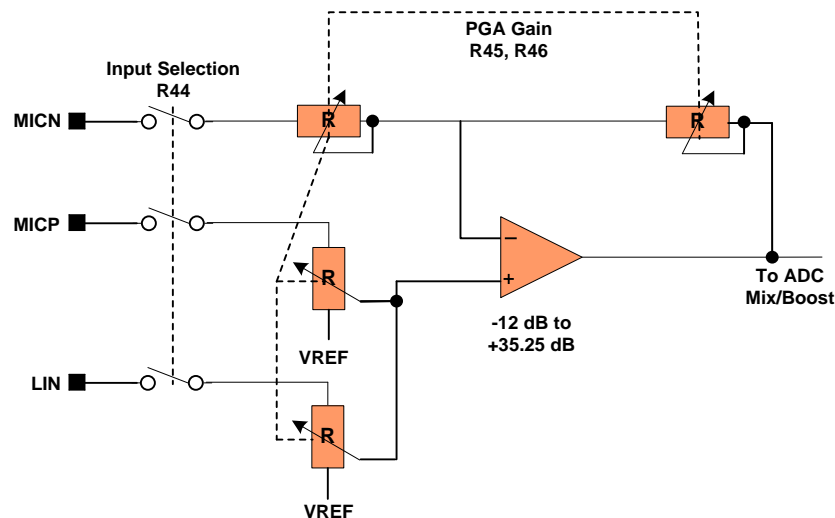 PGA Gain
R45, R46
Input Selection
R44
MICN
R
R
MICP
−
R
+
To ADC
Mix/Boost
-12 dB to
+35.25 dB
VREF
LIN
R
VREF